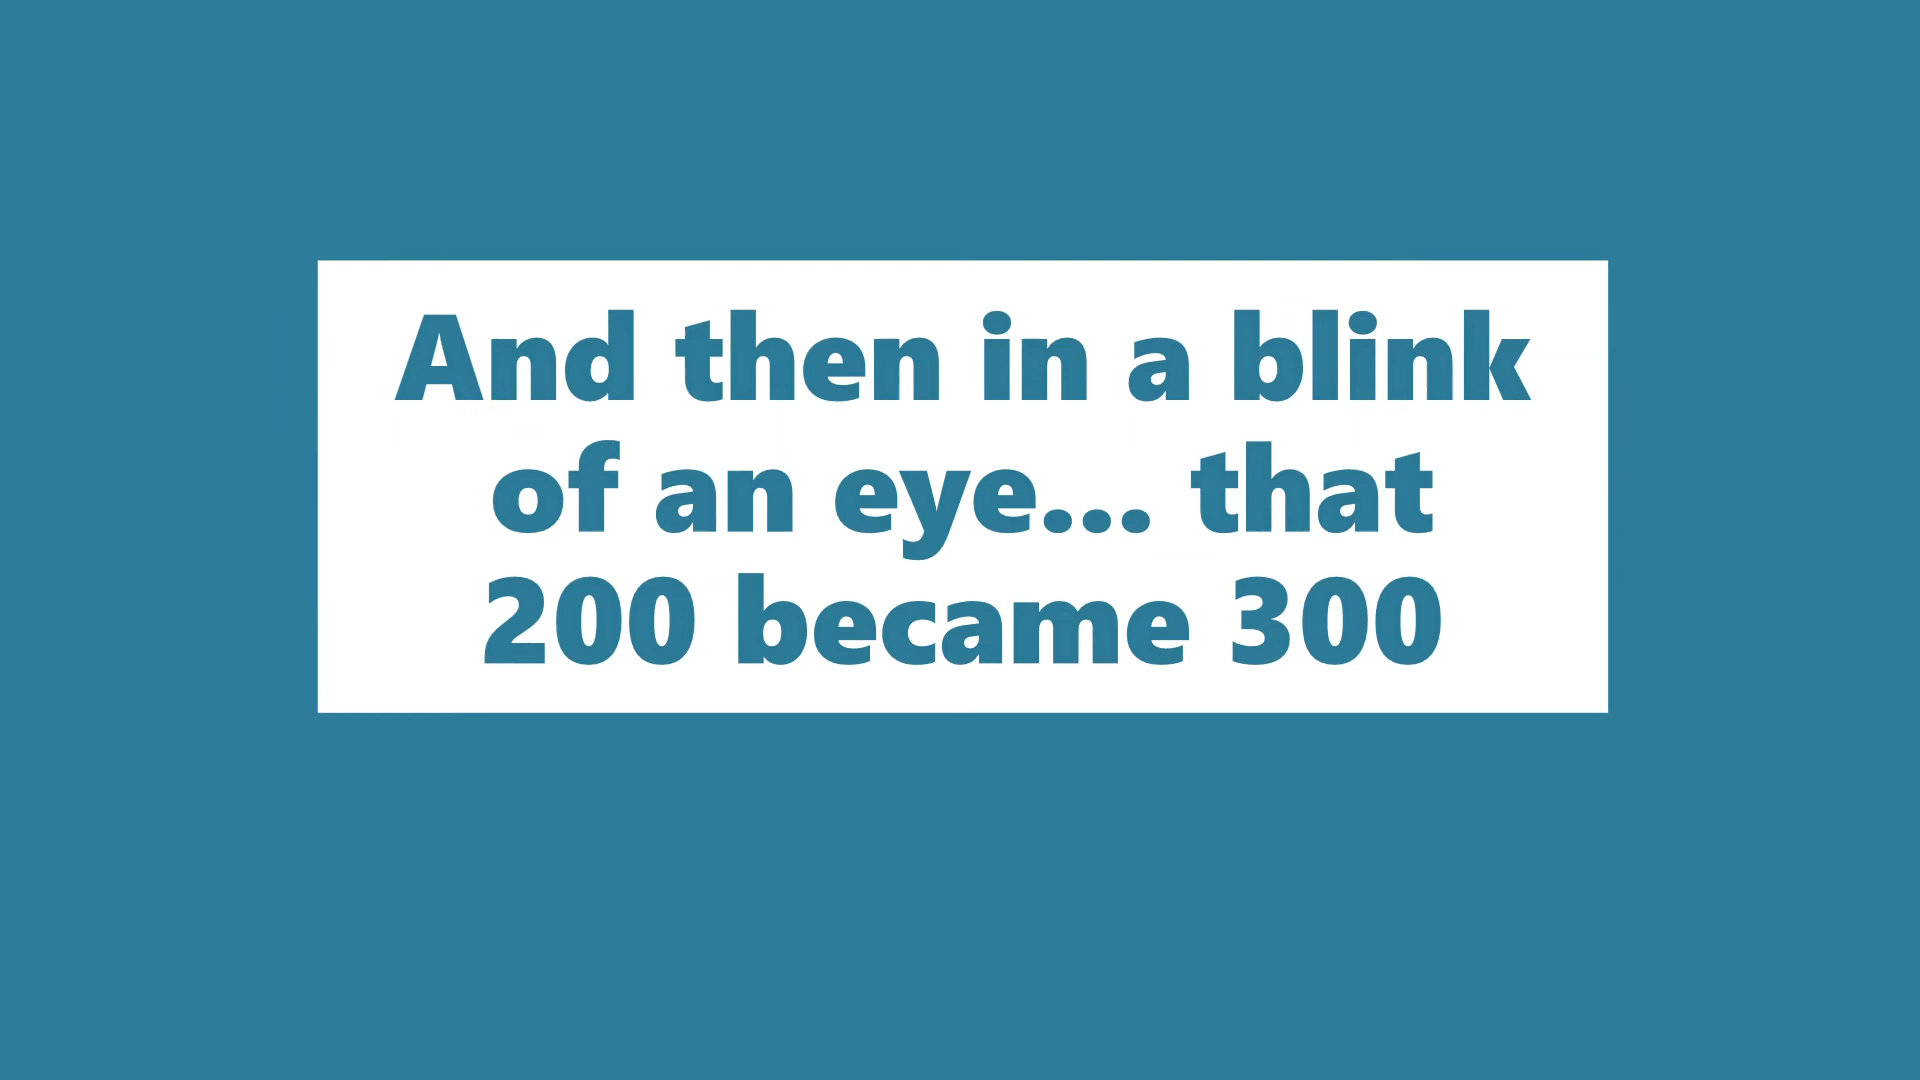 And then in a blink
of an eye... that
200 became 300